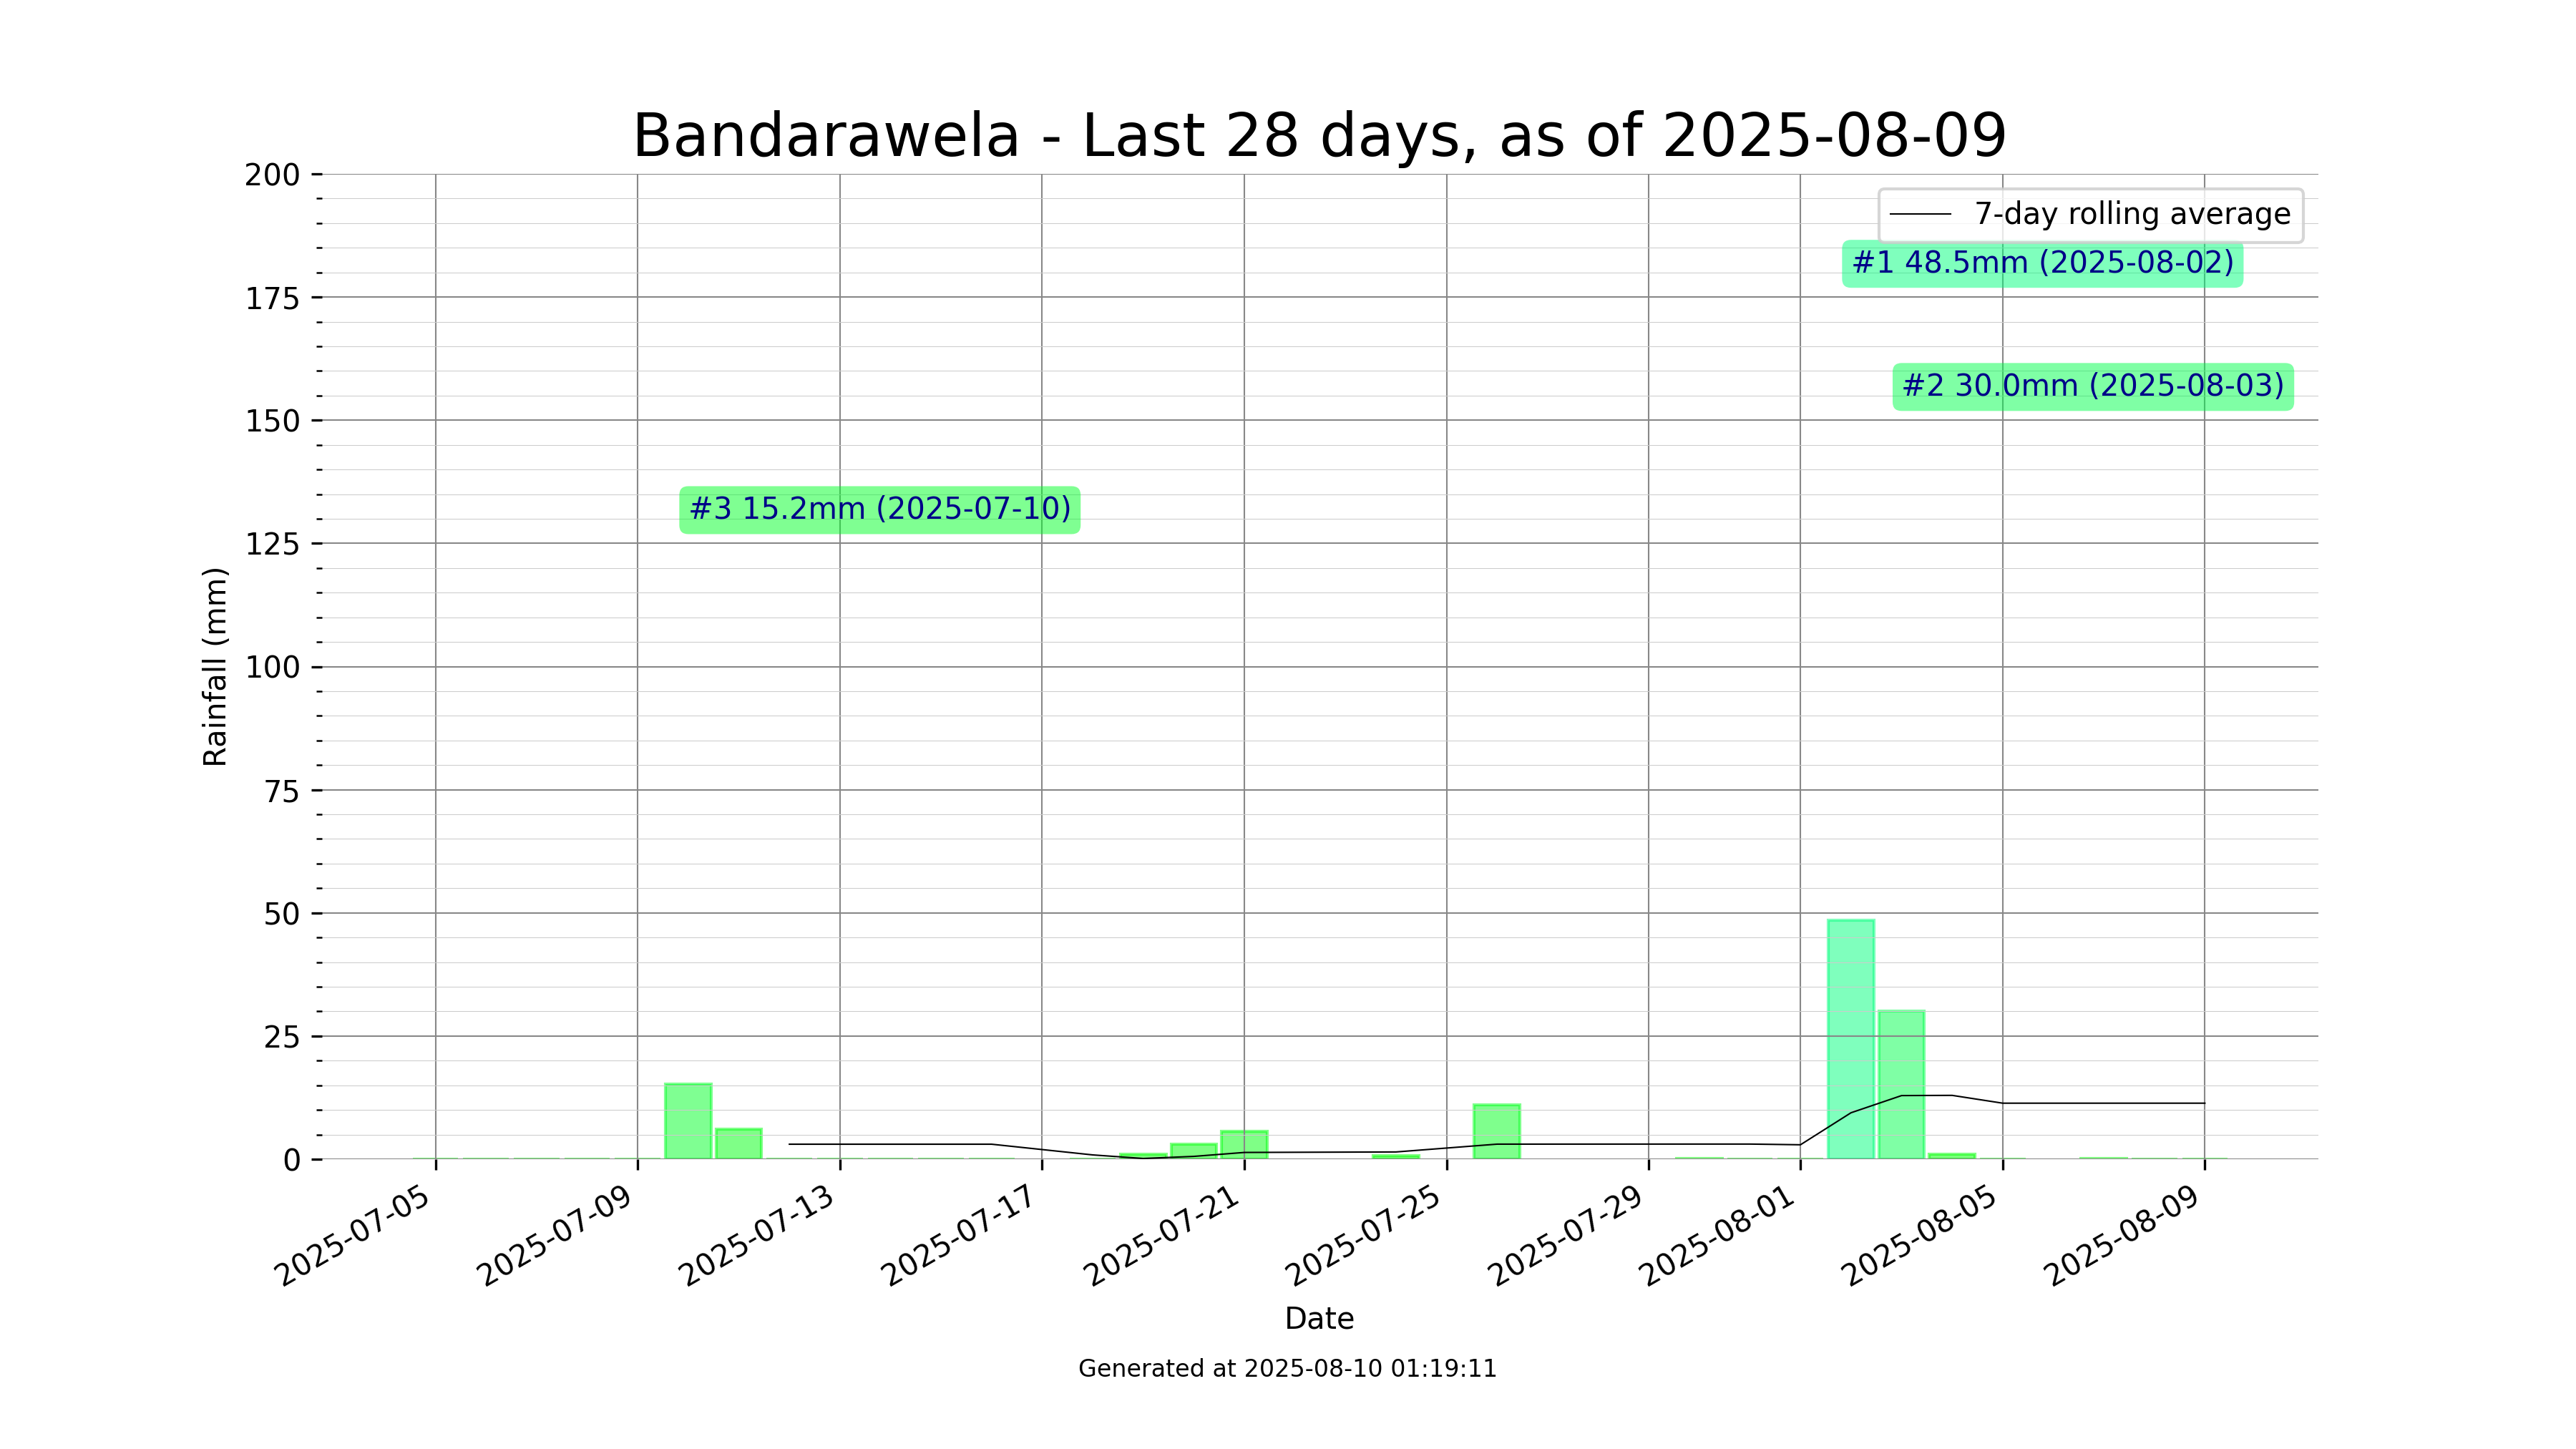 Bandarawela - Last 28 days, as of 2025-08-09
200
175
150
125
100
75
50
25
0
Rainfall (mm)
7-day rolling average
#1 48.5mm (2025-08-02)
#2 30.0mm (2025-08-03)
#3 15.2mm (2025-07-10)
2025-07-05
2025-07-09
2025-07-13
2025-07-17
2025-07-21
2025-07-25
2025-07-29
2025-08-01
2025-08-05
2025-08-09
Date
Generated at 2025-08-10 01:19:11